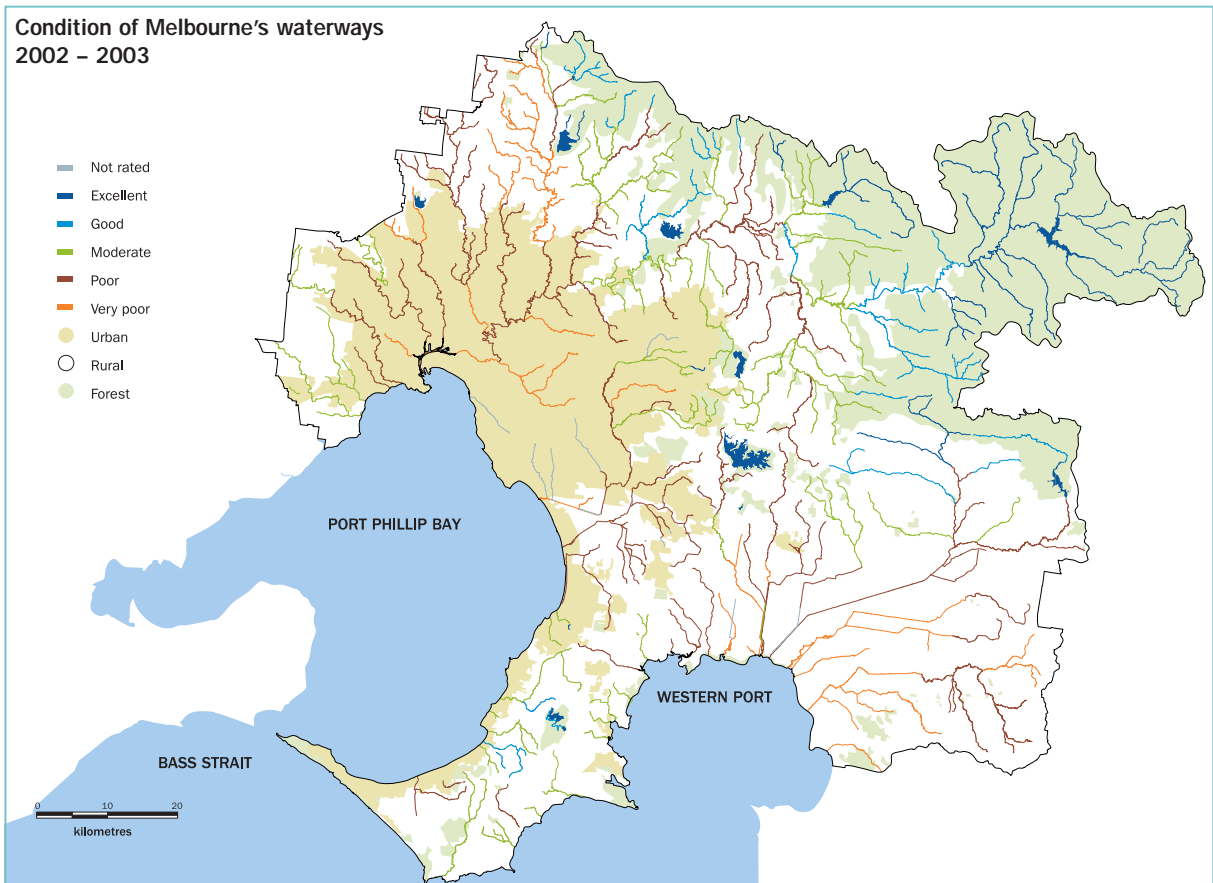 Condition of Melbourne's waterways
2002 – 2003
Not rated
Excellent
Good
Moderate
Poor
Very poor
Urban
Rural
Forest
PORT PHILLIP BAY
WESTERN PORT
BASS STRAIT
0 10 20
kilometres